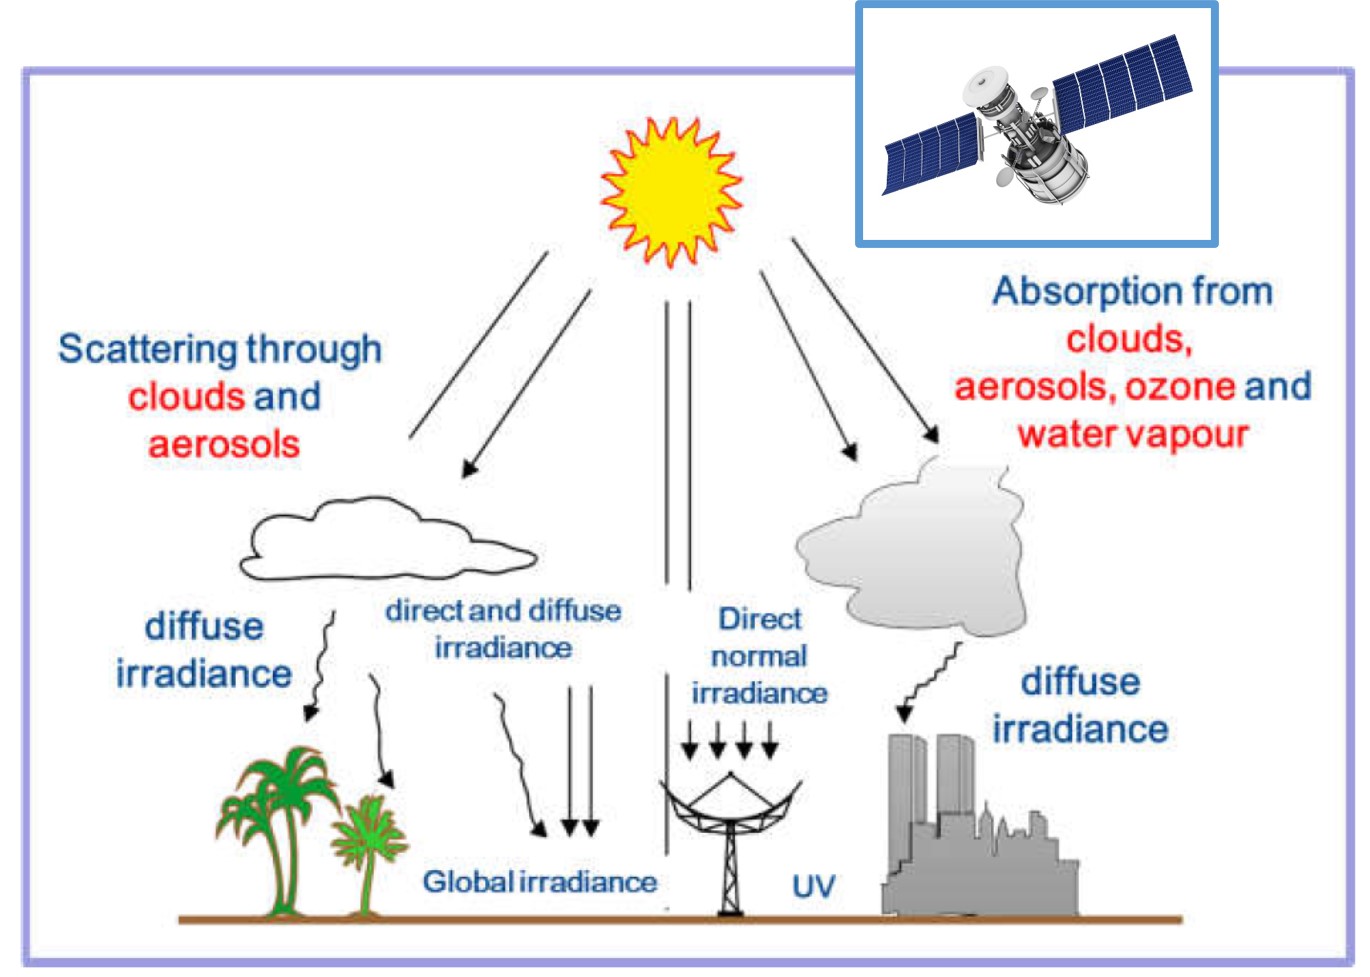 Scattering through
clouds and
aerosols
Absorption from
clouds,
aerosols, ozone and
water vapour
diffuse
irradiance
direct and diffuse
irradiance
Direct
normal
irradiance
diffuse
irradiance
Global irradiance
UV